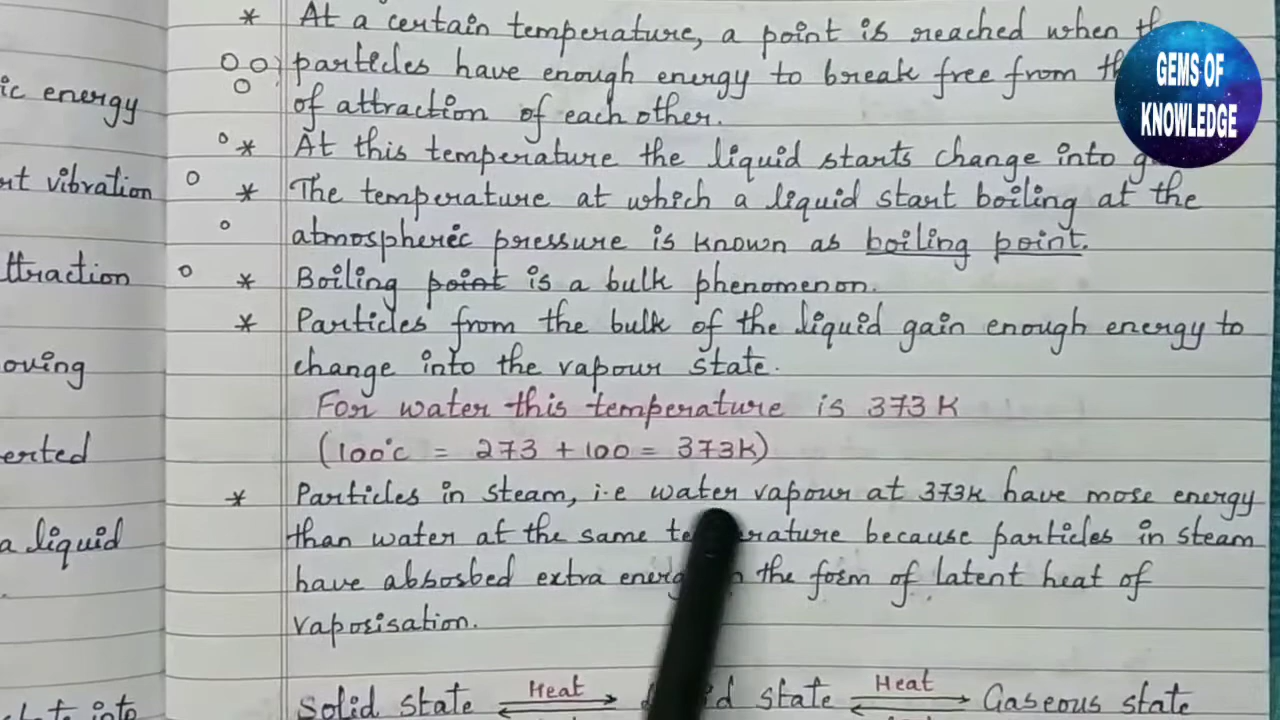 * At a certain temperature, a point is reached when
particles have enough energy to break free from
of attraction of each other.
* At this temperature the liquid starts change into
* The temperature at which a liquid start boiling at the
atmospheric pressure is known as boiling point.
* Boiling point is a bulk phenomenon.
* Particles from the bulk of the liquid gain enough energy to
change into the vapour state.
For water this temperature is 373 K
(100°c = 273 + 100 = 373K)
* Particles in steam, i.e water vapour at 373K have more energy
than water at the same because particles in steam
have absorbed extra the form of latent heat of
vaporisation.
Solid state Heat state Heat Gaseous state
ic energy
vibration
ttraction
oving
erted
a liquid
into
GEMS OF
KNOWLEDGE